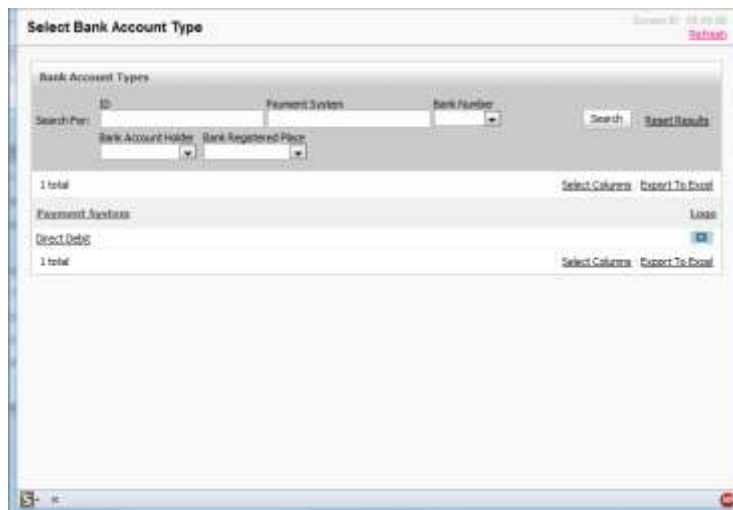 Select Bank Account Type
Refresh
Bank Account Types
ID Payment System Bank Number
Search For: Search Reset Results
Bank Account Holder Bank Registered Place
1 total Select Columns Export To Excel
Payment System Logo
Direct Debit
1 total Select Columns Export To Excel